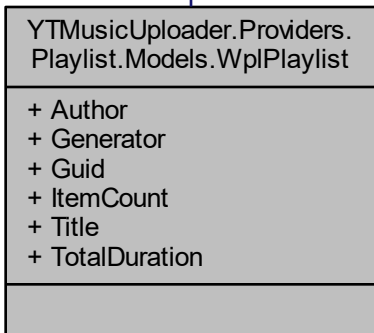 YTMusicUploader.Providers.
Playlist.Models.WplPlaylist
+ Author
+ Generator
+ Guid
+ ItemCount
+ Title
+ TotalDuration